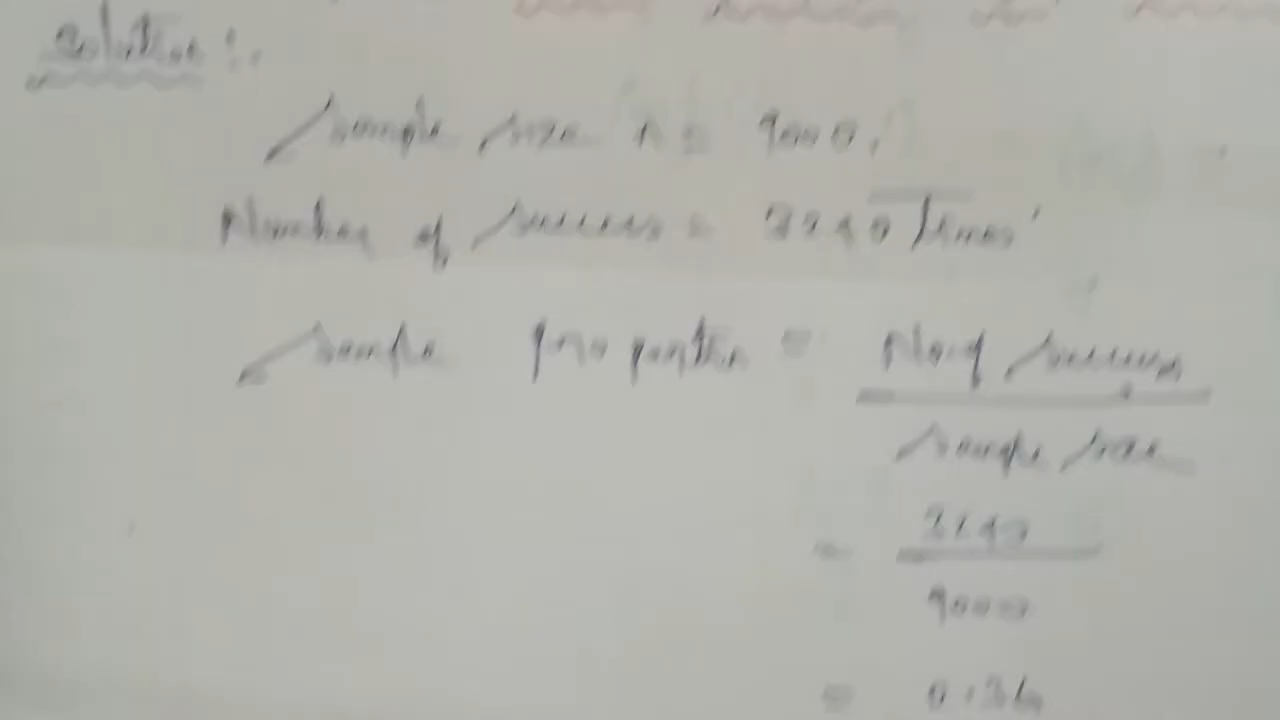 Solution :-
Sample size n = 9000,
Number of success = 3240 times
Sample proportion = No. of success
Sample size
= 3240
9000
= 0.36